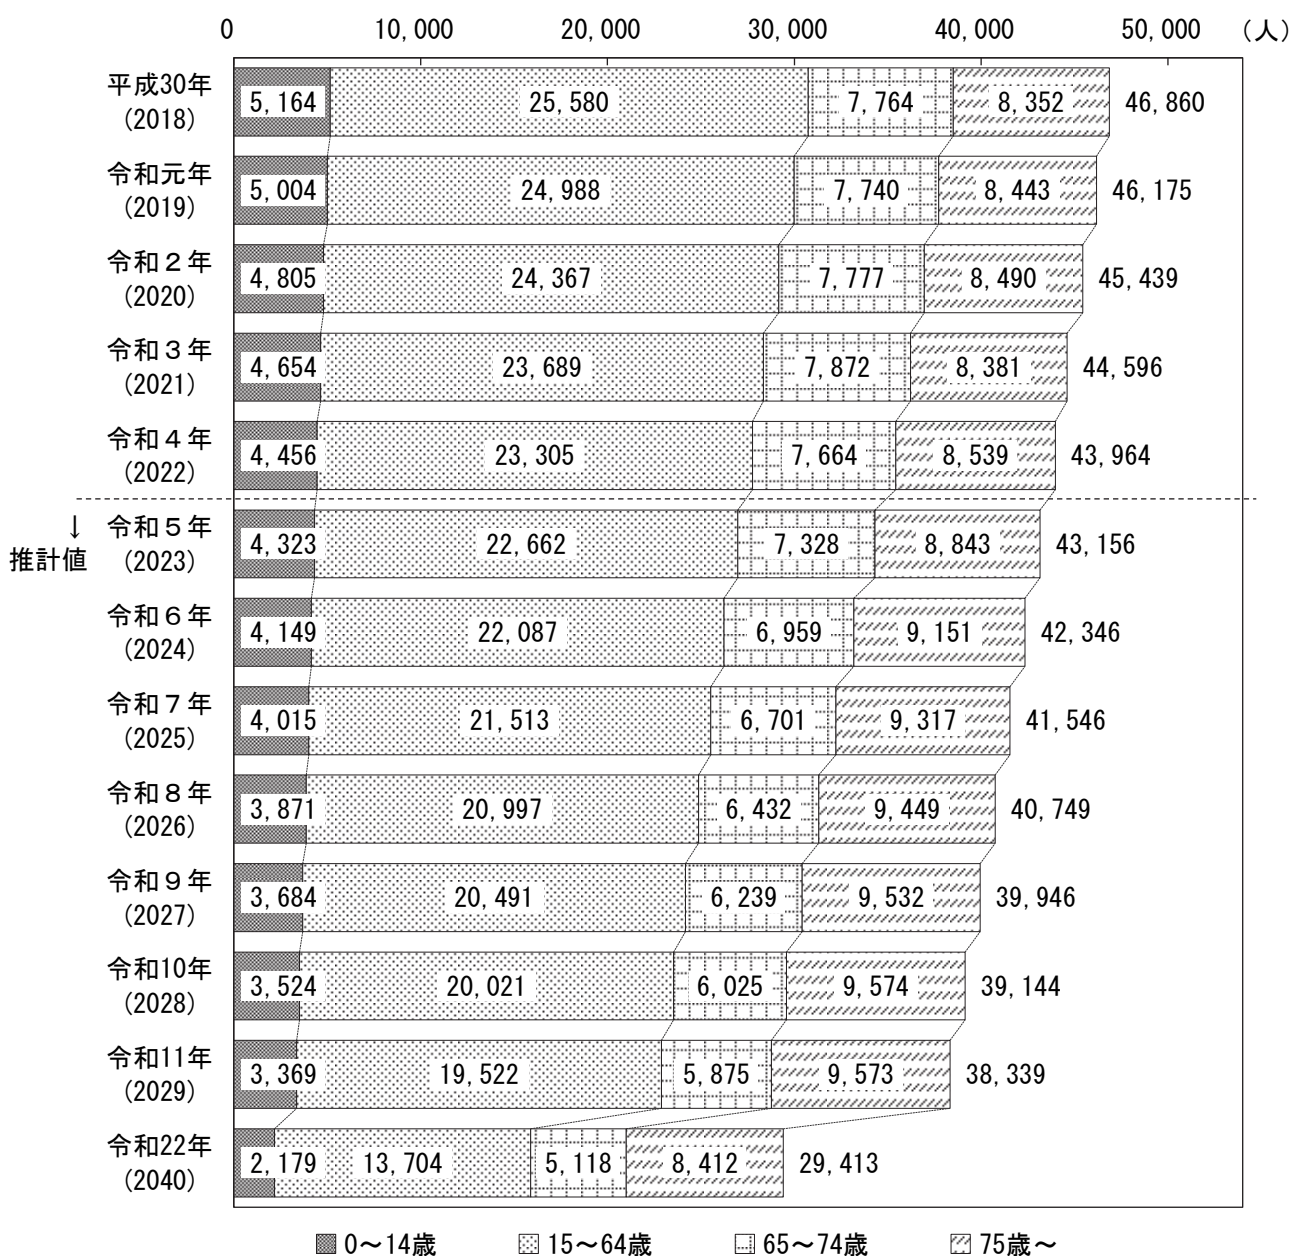 0 10,000 20,000 30,000 40,000 50,000 (人)
平成30年
(2018)
5,164 25,580 7,764 8,352 46,860
令和元年
(2019)
5,004 24,988 7,740 8,443 46,175
令和２年
(2020)
4,805 24,367 7,777 8,490 45,439
令和３年
(2021)
4,654 23,689 7,872 8,381 44,596
令和４年
(2022)
4,456 23,305 7,664 8,539 43,964
↓
推計値
令和５年
(2023)
4,323 22,662 7,328 8,843 43,156
令和６年
(2024)
4,149 22,087 6,959 9,151 42,346
令和７年
(2025)
4,015 21,513 6,701 9,317 41,546
令和８年
(2026)
3,871 20,997 6,432 9,449 40,749
令和９年
(2027)
3,684 20,491 6,239 9,532 39,946
令和10年
(2028)
3,524 20,021 6,025 9,574 39,144
令和11年
(2029)
3,369 19,522 5,875 9,573 38,339
令和22年
(2040)
2,179 13,704 5,118 8,412 29,413
0～14歳 15～64歳 65～74歳 75歳～